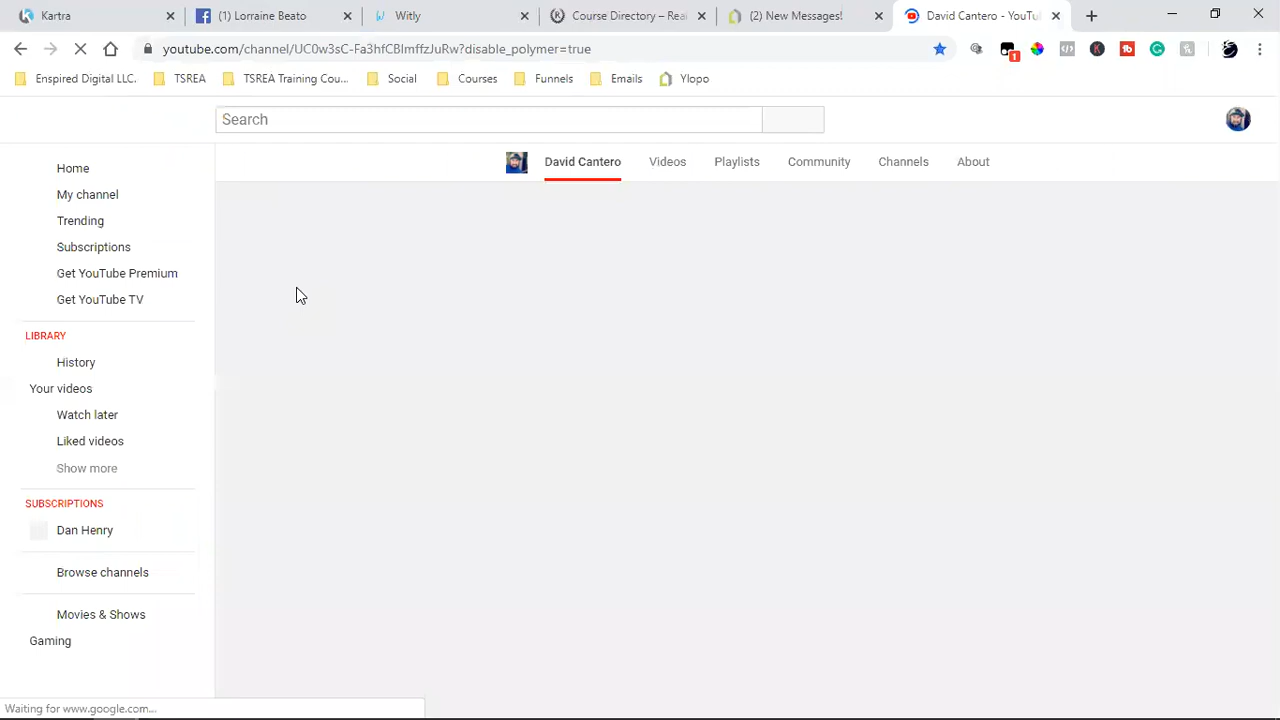 Kartra
(1) Lorraine Beato
Witly
Course Directory – Rea
(2) New Messages!
David Cantero - YouTu
youtube.com/channel/UC0w3sC-Fa3hfCBlmffzJuRw?disable_polymer=true
1
Enspired Digital LLC.
TSREA
TSREA Training Cou...
Social
Courses
Funnels
Emails
Ylopo
Search
David Cantero
Videos
Playlists
Community
Channels
About
Home
My channel
Trending
Subscriptions
Get YouTube Premium
Get YouTube TV
LIBRARY
History
Your videos
Watch later
Liked videos
Show more
SUBSCRIPTIONS
Dan Henry
Browse channels
Movies & Shows
Gaming
Waiting for www.google.com...